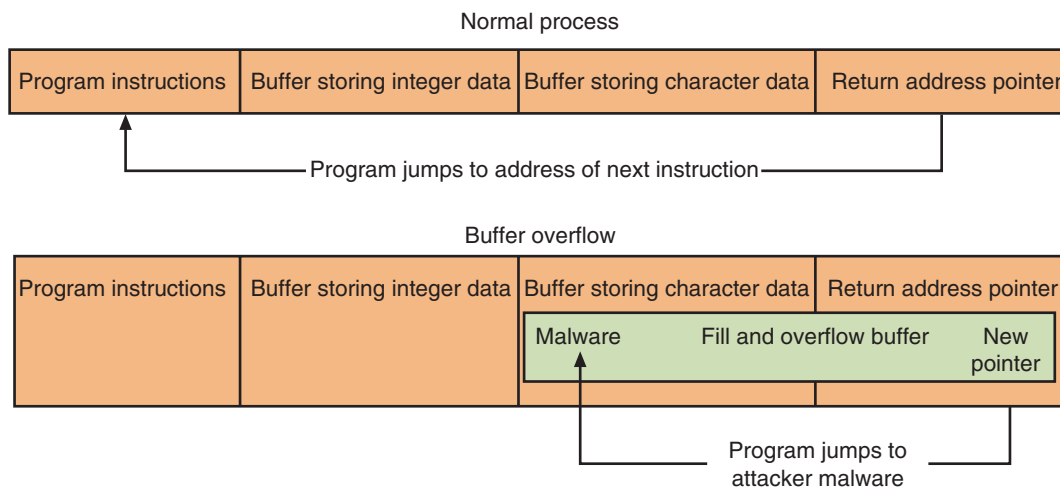 Normal process
Program instructions
Buffer storing integer data
Buffer storing character data
Return address pointer
Program jumps to address of next instruction
Buffer overflow
Program instructions
Buffer storing integer data
Buffer storing character data
Return address pointer
Malware
Fill and overflow buffer
New
pointer
Program jumps to
attacker malware